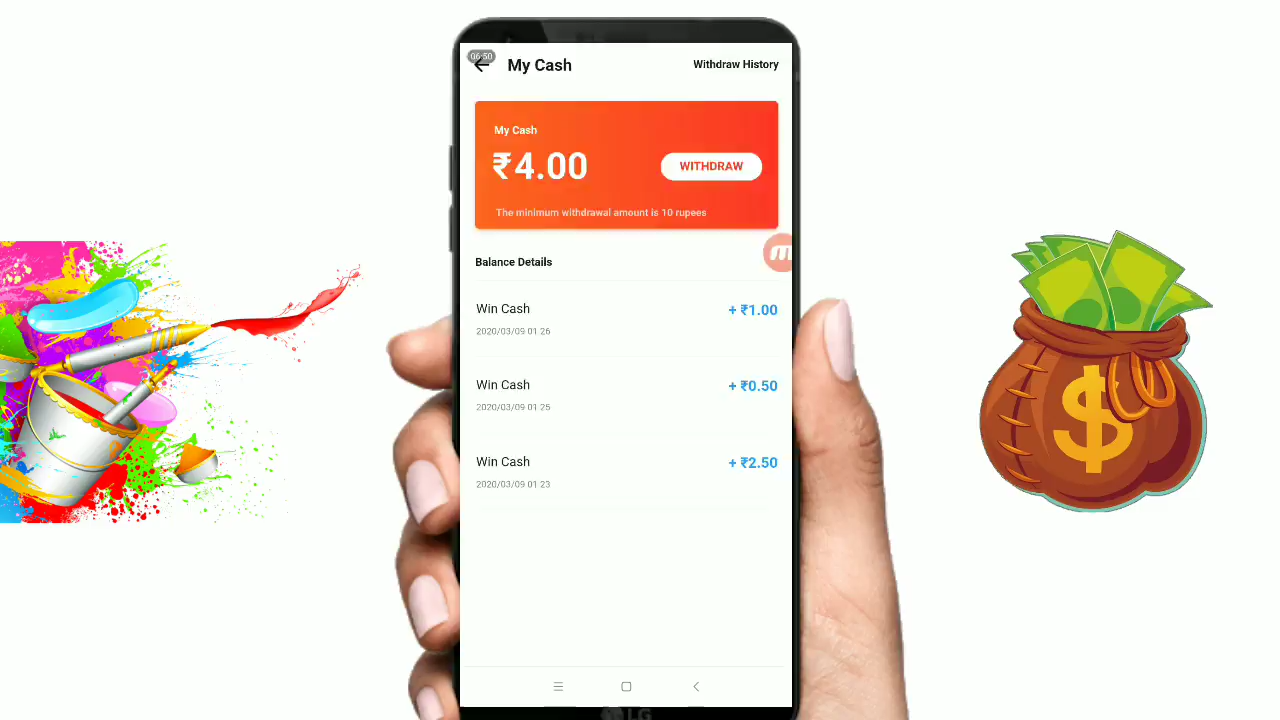 06:50
My Cash
Withdraw History
My Cash
₹4.00
WITHDRAW
The minimum withdrawal amount is 10 rupees
Balance Details
Win Cash
+ ₹1.00
2020/03/09 01:26
Win Cash
+ ₹0.50
2020/03/09 01:25
Win Cash
+ ₹2.50
2020/03/09 01:23
$
LG